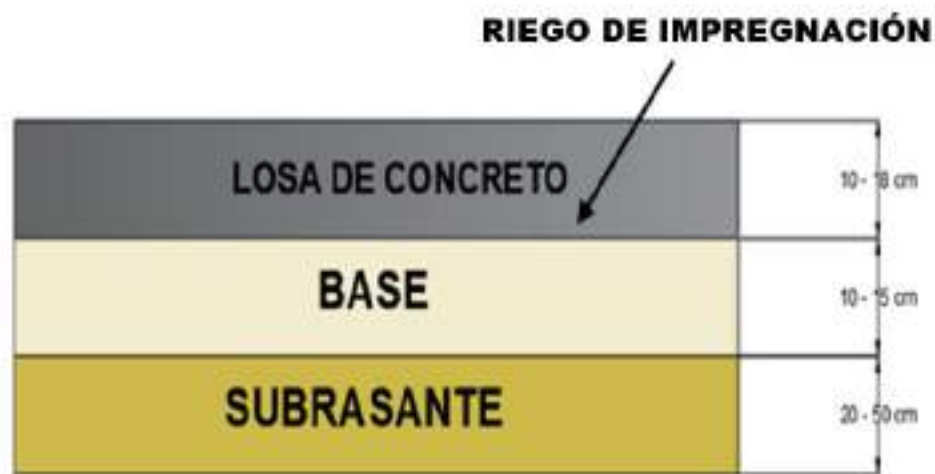 RIEGO DE IMPREGNACIÓN
LOSA DE CONCRETO
10 - 18 cm
BASE
10 - 15 cm
SUBRASANTE
20 - 50 cm